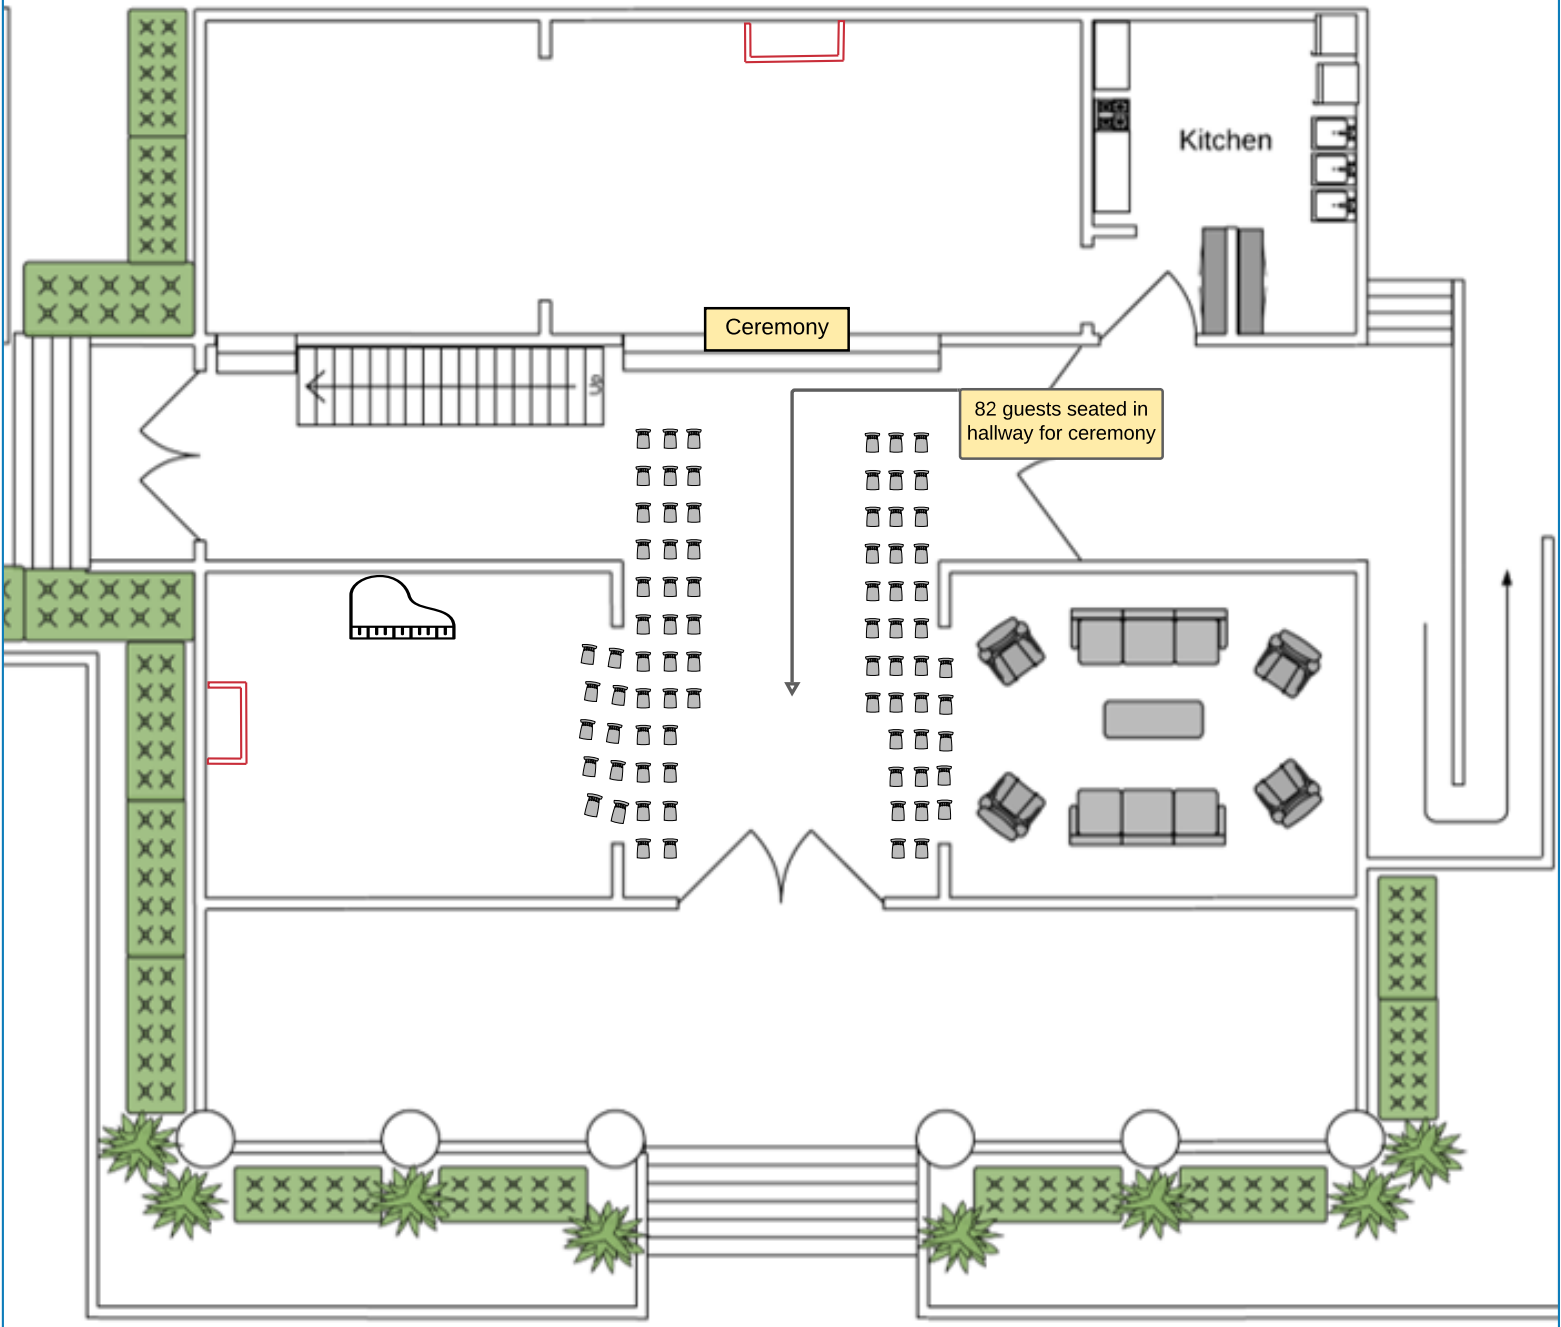 Kitchen
Ceremony
Up
82 guests seated in
hallway for ceremony